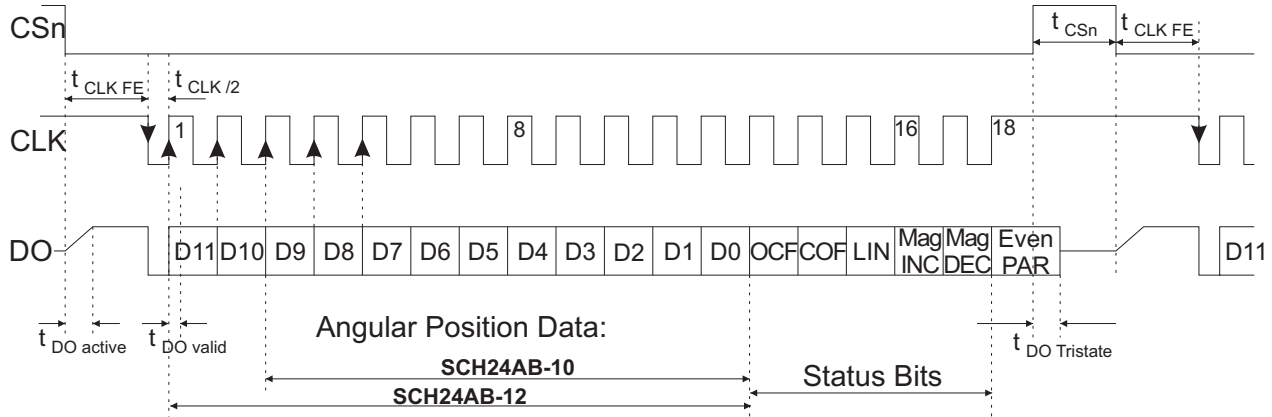 CSn
t CSn
t CLK FE
t CLK FE
t CLK /2
CLK
1
8
16
18
DO
D11
D10
D9
D8
D7
D6
D5
D4
D3
D2
D1
D0
OCF
COF
LIN
Mag INC
Mag DEC
Even PAR
D11
t DO active
t DO valid
Angular Position Data:
t DO Tristate
SCH24AB-10
Status Bits
SCH24AB-12